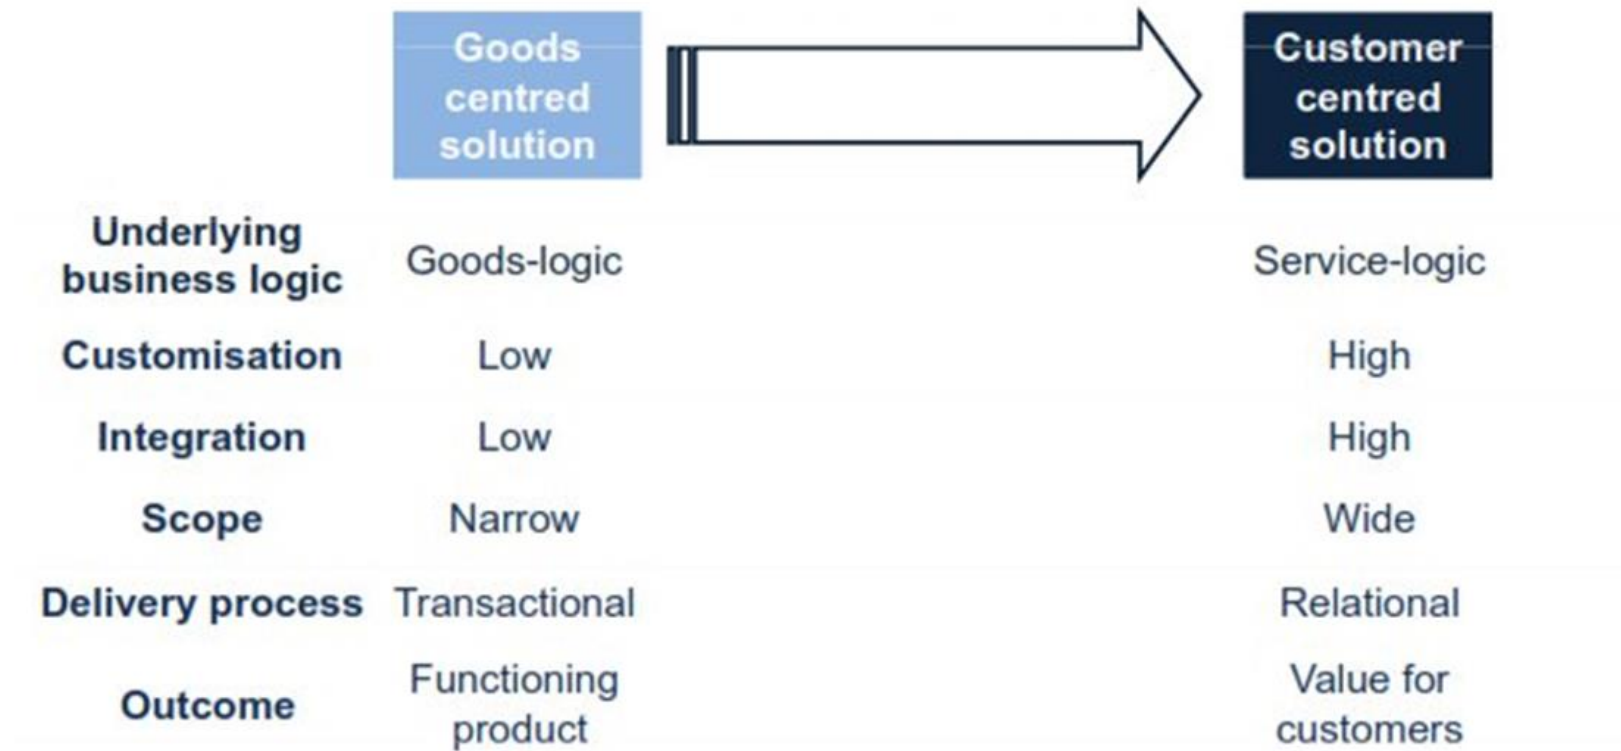 Goods
centred
solution
Customer
centred
solution
Underlying
business logic
Goods-logic
Service-logic
Customisation
Low
High
Integration
Low
High
Scope
Narrow
Wide
Delivery process
Transactional
Relational
Outcome
Functioning
product
Value for
customers